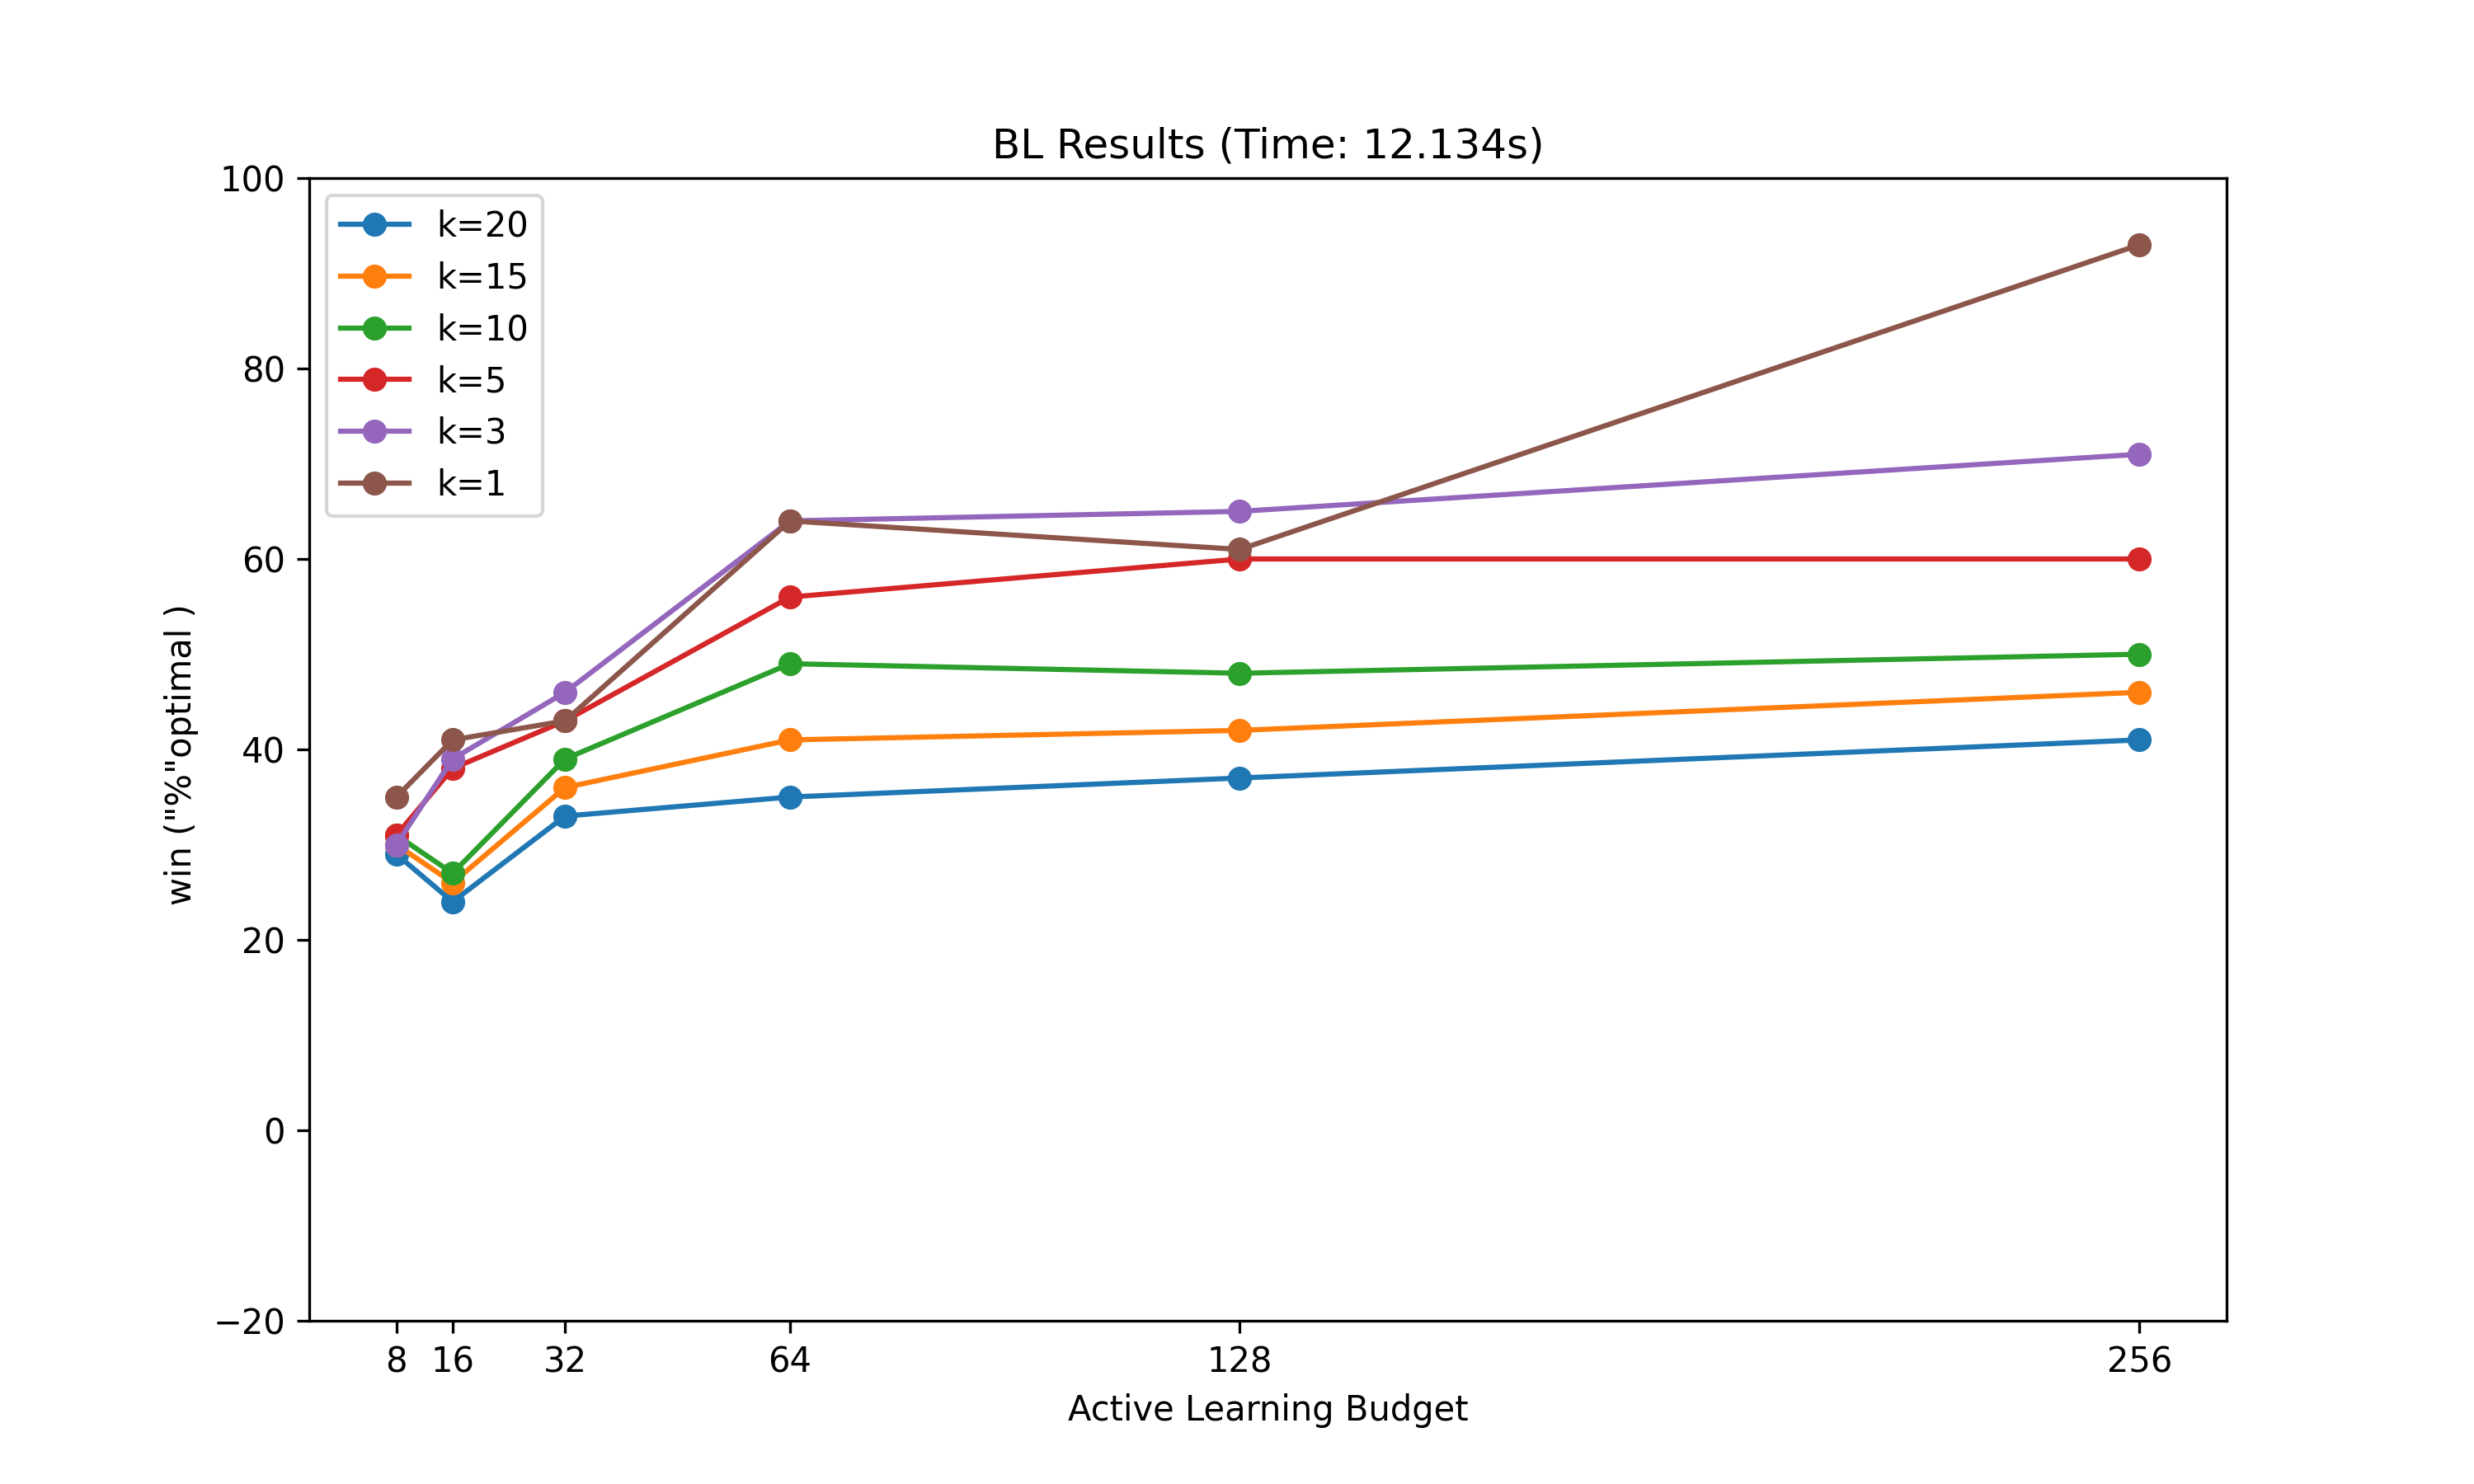 BL Results (Time: 12.134s)
100
80
60
40
20
0
−20
win ("%"optimal )
k=20
k=15
k=10
k=5
k=3
k=1
8 16 32 64 128 256
Active Learning Budget